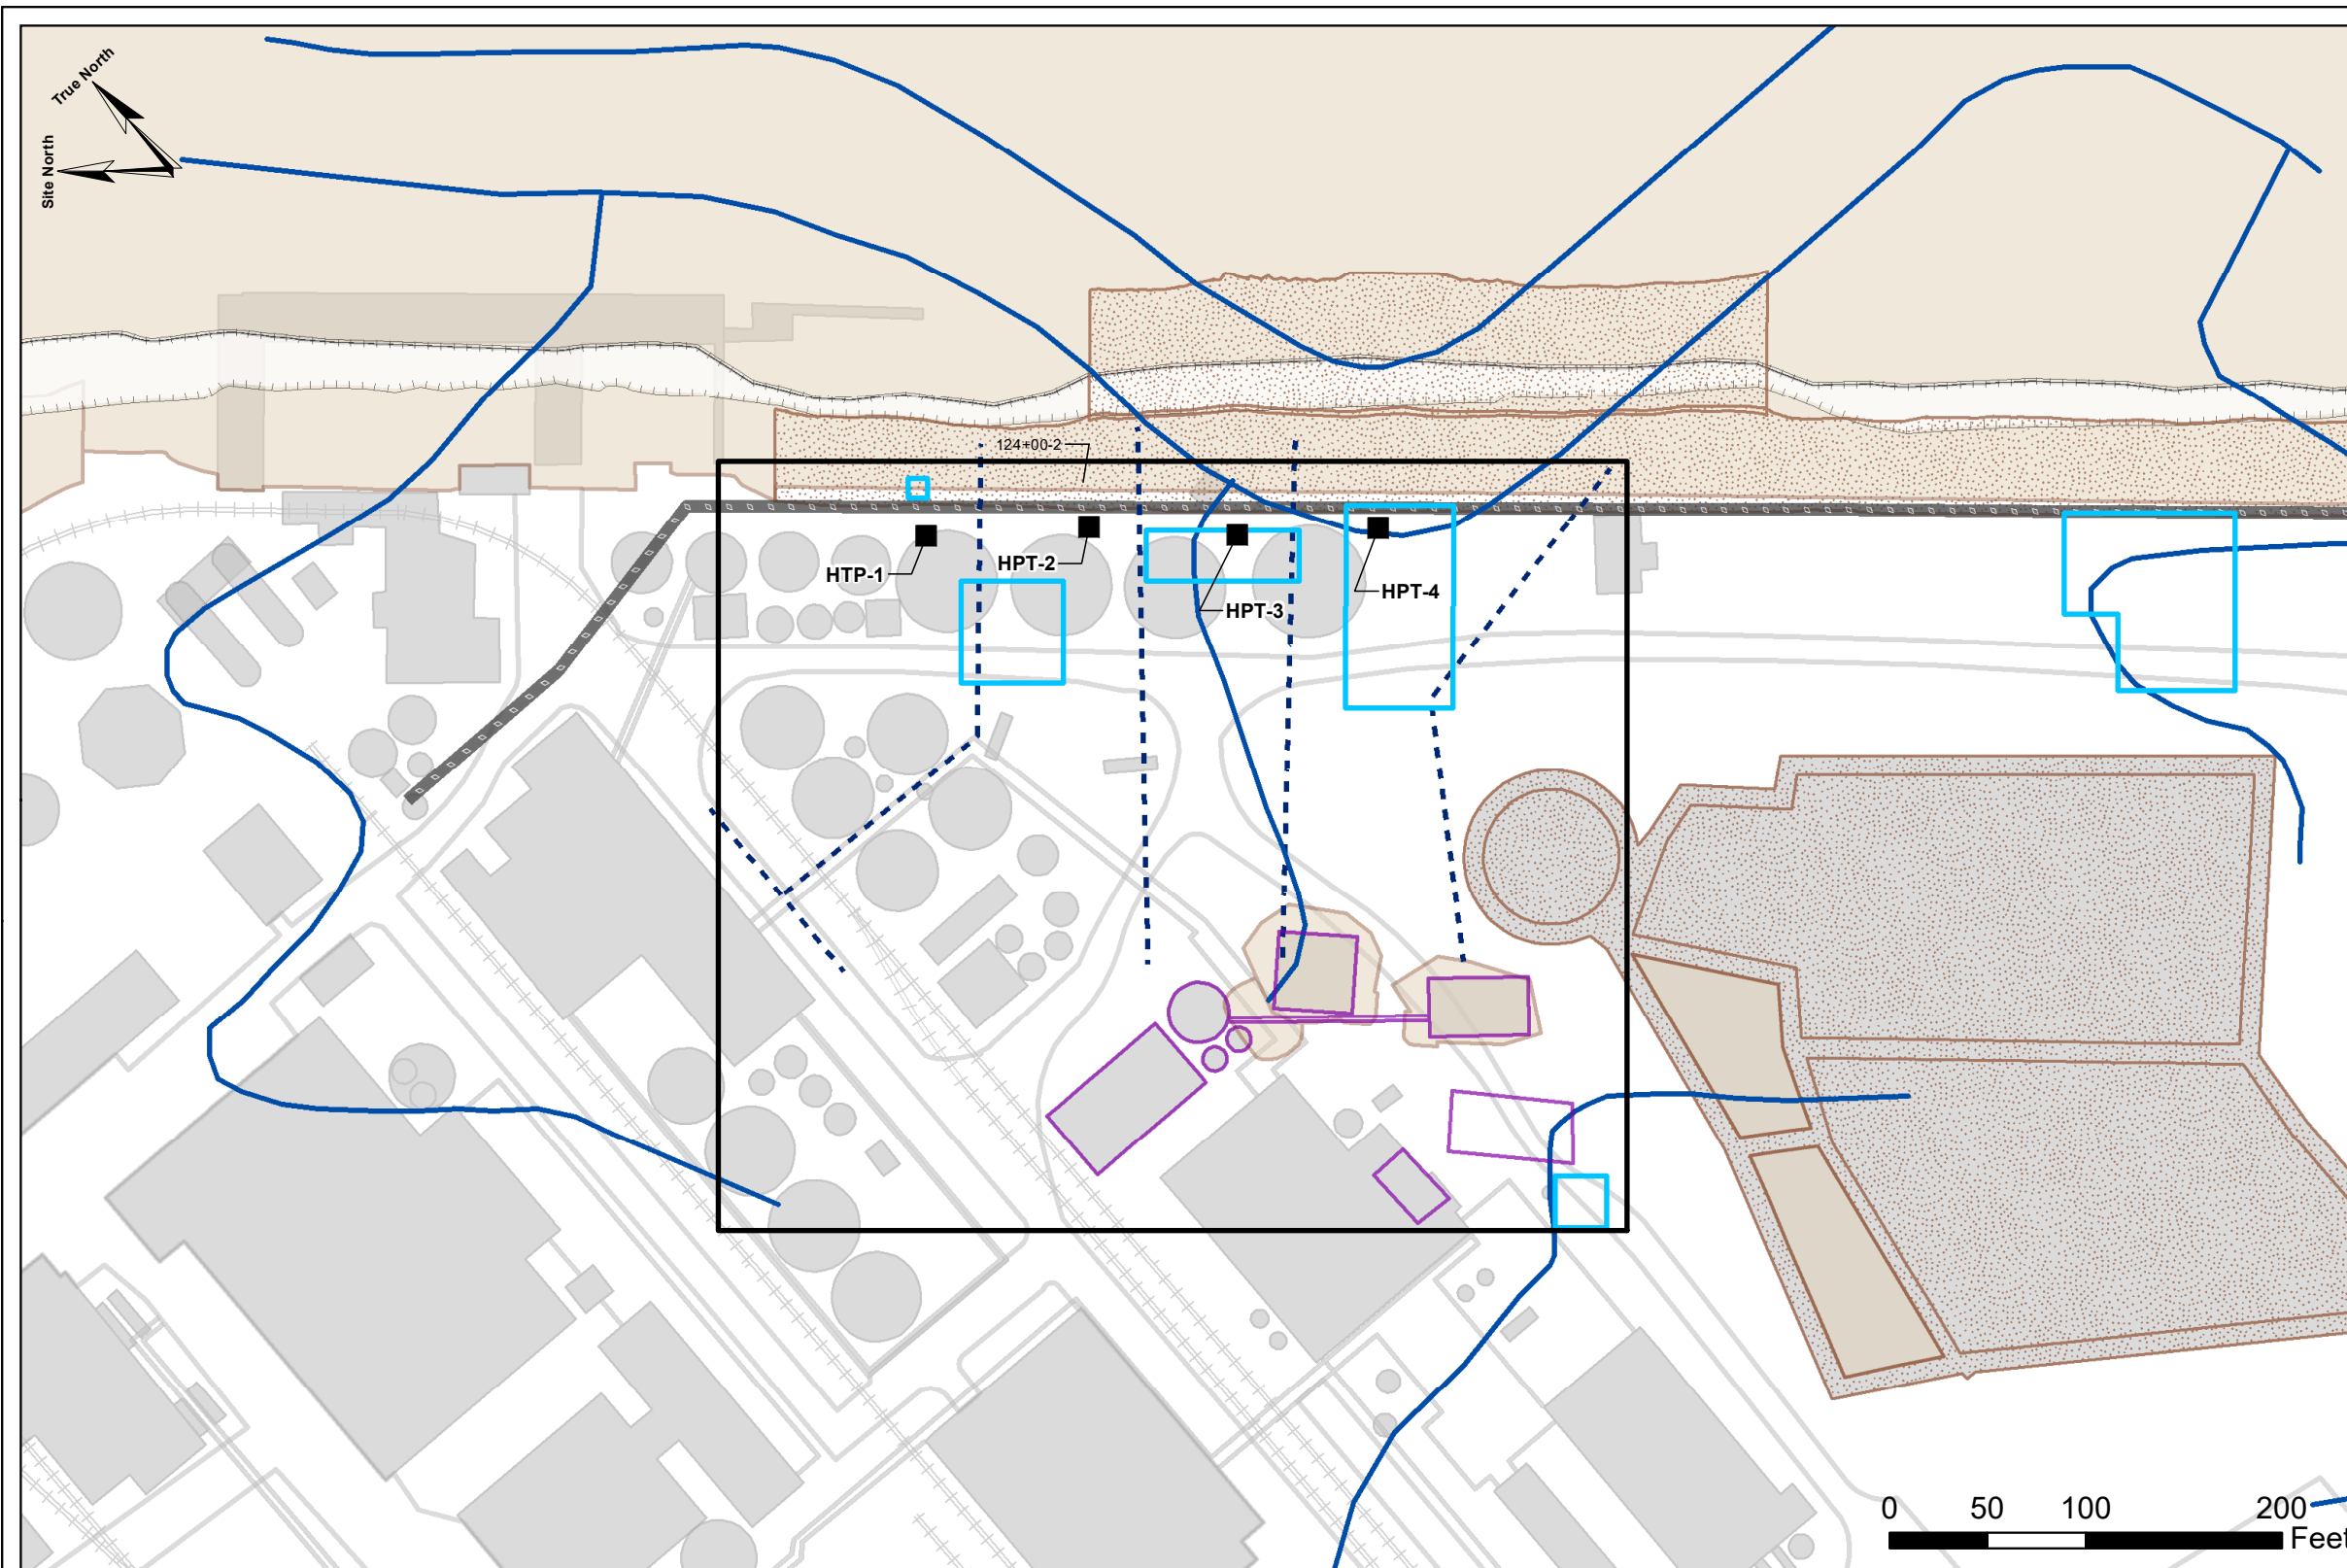 True North
Site North
124+00-2
HTP-1
HPT-2
HPT-3
HPT-4
0 50 100 200
Feet